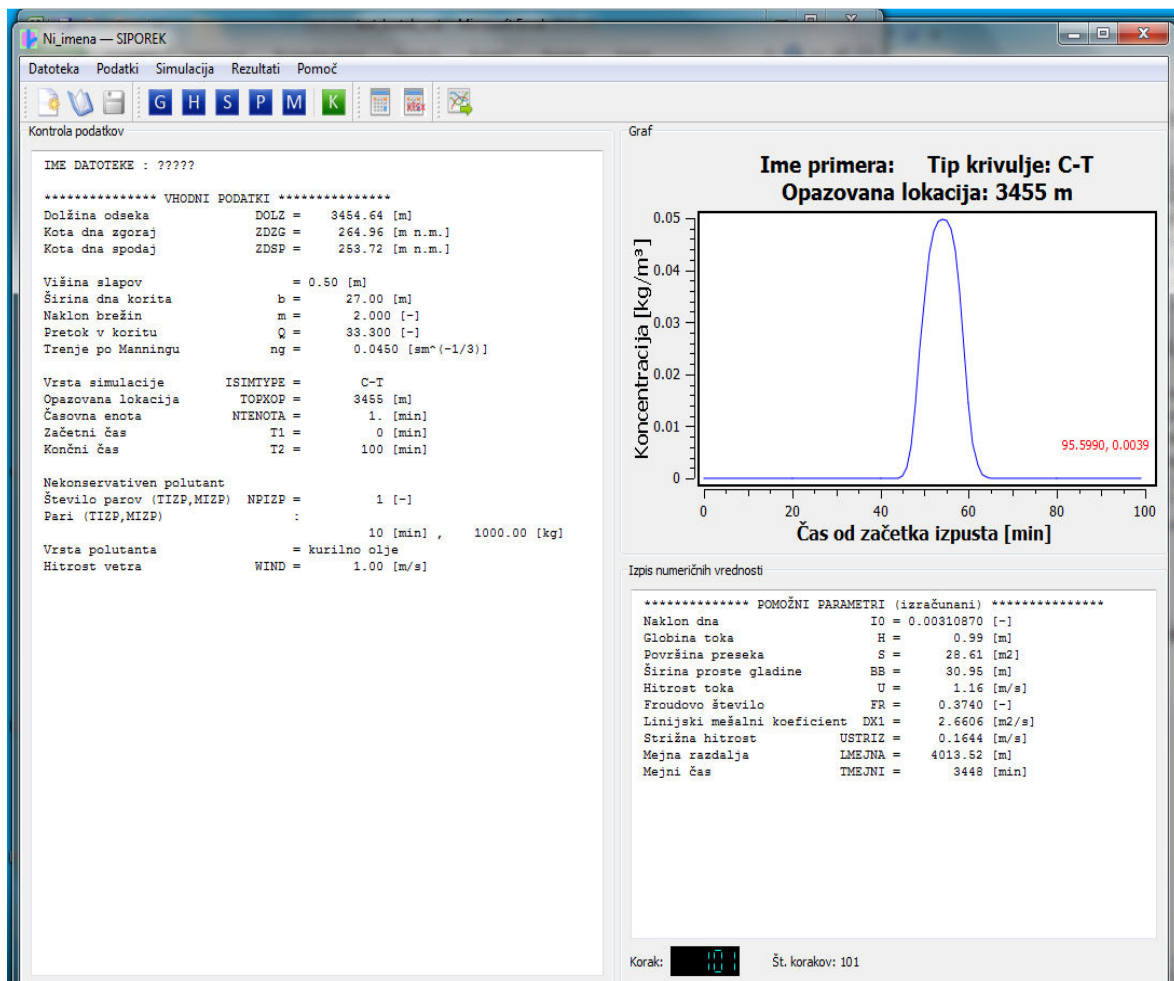 Ni_imena — SIPOREK
Datoteka Podatki Simulacija Rezultati Pomoč
G H S P M K
Kontrola podatkov
IME DATOTEKE : ?????
*************** VHODNI PODATKI ***************
Dolžina odseka DOLZ = 3454.64 [m]
Kota dna zgoraj ZDZG = 264.96 [m n.m.]
Kota dna spodaj ZDSP = 253.72 [m n.m.]
Višina slapov = 0.50 [m]
Širina dna korita b = 27.00 [m]
Naklon brežin m = 2.000 [-]
Pretok v koritu Q = 33.300 [-]
Trenje po Manningu ng = 0.0450 [sm^(-1/3)]
Vrsta simulacije ISIMTYPE = C-T
Opazovana lokacija TOPXOP = 3455 [m]
Časovna enota NTENOTA = 1. [min]
Začetni čas T1 = 0 [min]
Končni čas T2 = 100 [min]
Nekonservativen polutant
Število parov (TIZP,MIZP) NPIZP = 1 [-]
Pari (TIZP,MIZP) :
10 [min] , 1000.00 [kg]
Vrsta polutanta = kurilno olje
Hitrost vetra WIND = 1.00 [m/s]
Graf
Ime primera: Tip krivulje: C-T
Opazovana lokacija: 3455 m
Koncentracija [kg/m³]
0.05
0.04
0.03
0.02
0.01
0
95.5990, 0.0039
0 20 40 60 80 100
Čas od začetka izpusta [min]
Izpis numeričnih vrednosti
************** POMOŽNI PARAMETRI (izračunani) ***************
Naklon dna I0 = 0.00310870 [-]
Globina toka H = 0.99 [m]
Površina preseka S = 28.61 [m2]
Širina proste gladine BB = 30.95 [m]
Hitrost toka U = 1.16 [m/s]
Froudovo število FR = 0.3740 [-]
Linijski mešalni koeficient DX1 = 2.6606 [m2/s]
Strižna hitrost USTRIZ = 0.1644 [m/s]
Mejna razdalja LMEJNA = 4013.52 [m]
Mejni čas TMEJNI = 3448 [min]
Korak: 101 Št. korakov: 101